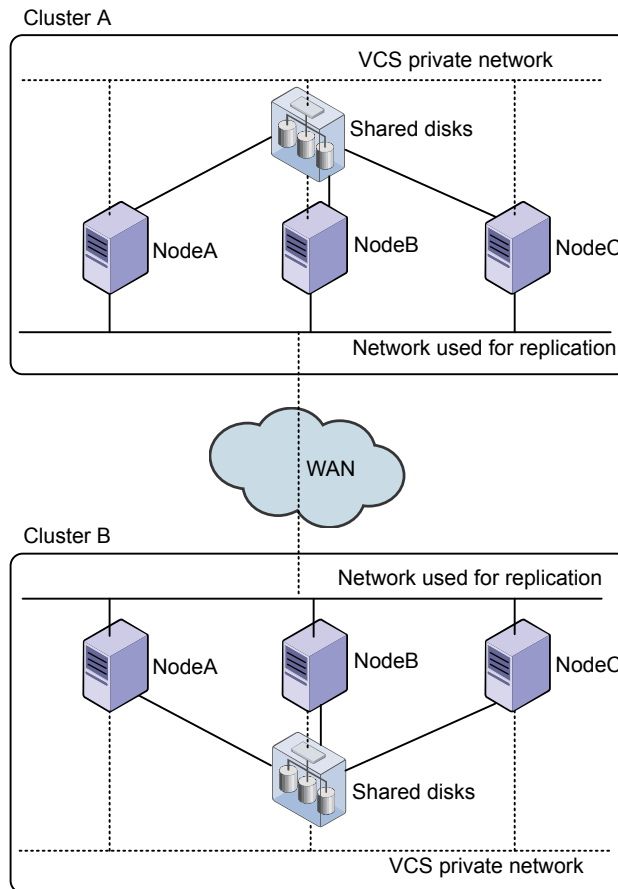 Cluster A
VCS private network
Shared disks
NodeA
NodeB
NodeC
Network used for replication
WAN
Cluster B
Network used for replication
NodeA
NodeB
NodeC
Shared disks
VCS private network